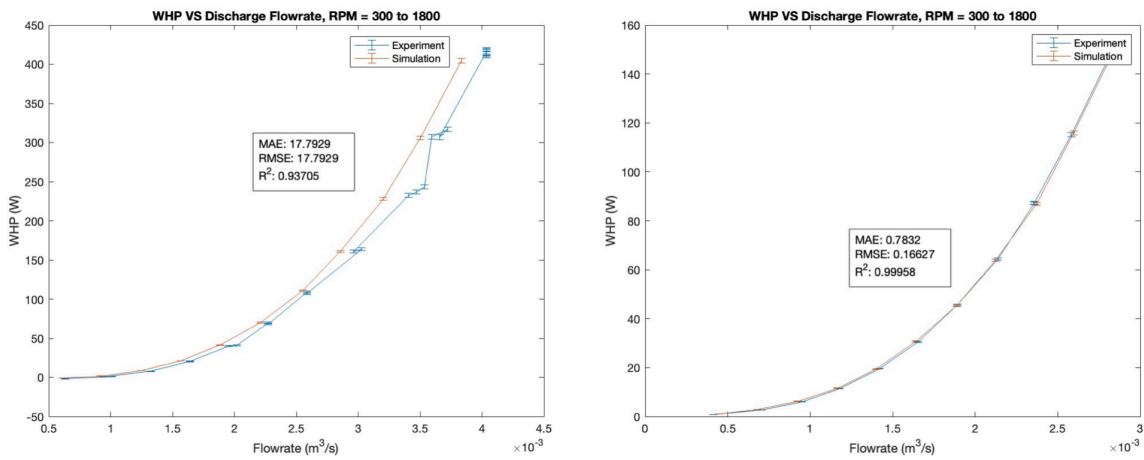 WHP VS Discharge Flowrate, RPM = 300 to 1800
450
400
350
300
250
200
150
100
50
0
-50
WHP (W)
Experiment
Simulation
MAE: 17.7929
RMSE: 17.7929
R²: 0.93705
0.5 1 1.5 2 2.5 3 3.5 4 4.5
Flowrate (m³/s)
×10⁻³
WHP VS Discharge Flowrate, RPM = 300 to 1800
160
140
120
100
80
60
40
20
0
WHP (W)
Experiment
Simulation
MAE: 0.7832
RMSE: 0.16627
R²: 0.99958
0 0.5 1 1.5 2 2.5 3
Flowrate (m³/s)
×10⁻³